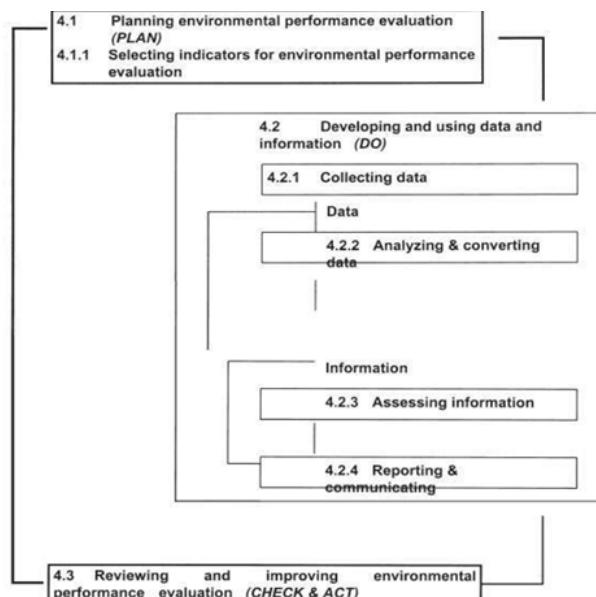 4.1 Planning environmental performance evaluation
(PLAN)
4.1.1 Selecting indicators for environmental performance
evaluation
4.2 Developing and using data and
information (DO)
4.2.1 Collecting data
Data
4.2.2 Analyzing & converting
data
Information
4.2.3 Assessing information
4.2.4 Reporting &
communicating
4.3 Reviewing and improving environmental
performance evaluation (CHECK & ACT)